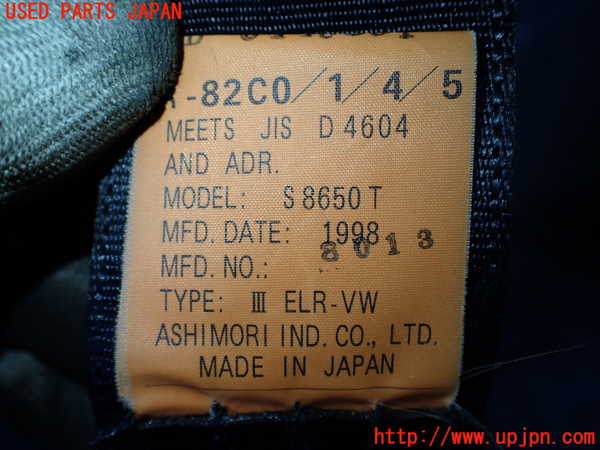 USED PARTS JAPAN
-82C0/1/4/5
MEETS JIS D4604
AND ADR.
MODEL: S8650T
MFD. DATE: 1998
8013
MFD. NO.:
TYPE: III ELR-VW
ASHIMORI IND. CO., LTD.
MADE IN JAPAN
http://www.upjpn.com